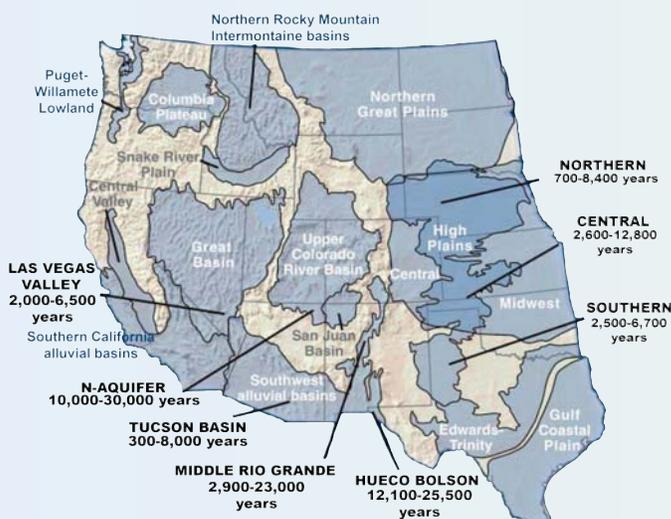 Northern Rocky Mountain
Intermontaine basins
Puget-
Willamete
Lowland
Columbia
Plateau
Northern
Great Plains
Snake River
Plain
Central
Valley
NORTHERN
700-8,400 years
CENTRAL
2,600-12,800
years
High
Plains
Great
Basin
Upper
Colorado
River Basin
Central
Midwest
LAS VEGAS
VALLEY
2,000-6,500
years
SOUTHERN
2,500-6,700
years
Southern California
alluvial basins
San Juan
Basin
N-AQUIFER
10,000-30,000 years
Southwest
alluvial basins
TUCSON BASIN
300-8,000 years
Edwards-
Trinity
Gulf
Coastal
Plain
MIDDLE RIO GRANDE
2,900-23,000
years
HUECO BOLSON
12,100-25,500
years